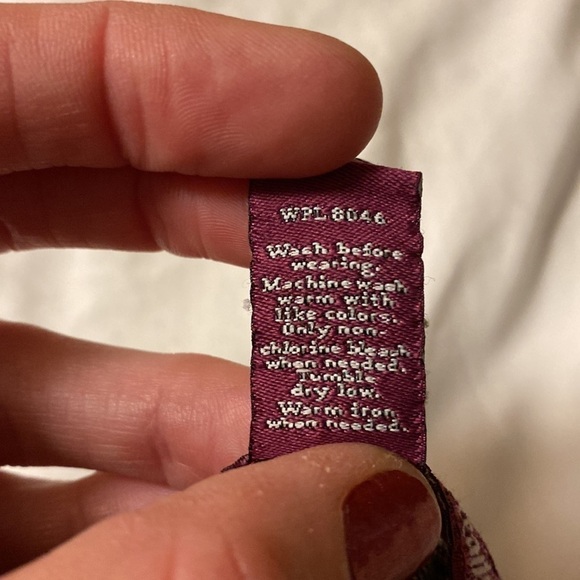 WPL 8046
Wash before
wearing.
Machine wash
warm with
like colors.
Only non-
chlorine bleach
when needed.
Tumble
dry low.
Warm iron
when needed.